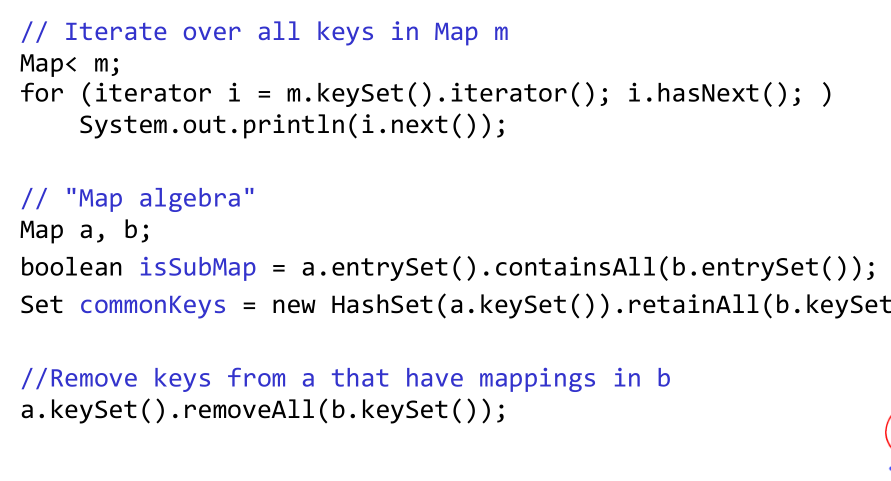 // Iterate over all keys in Map m
Map< m;
for (iterator i = m.keySet().iterator(); i.hasNext(); )
System.out.println(i.next());
// "Map algebra"
Map a, b;
boolean isSubMap = a.entrySet().containsAll(b.entrySet());
Set commonKeys = new HashSet(a.keySet()).retainAll(b.keySet
//Remove keys from a that have mappings in b
a.keySet().removeAll(b.keySet());